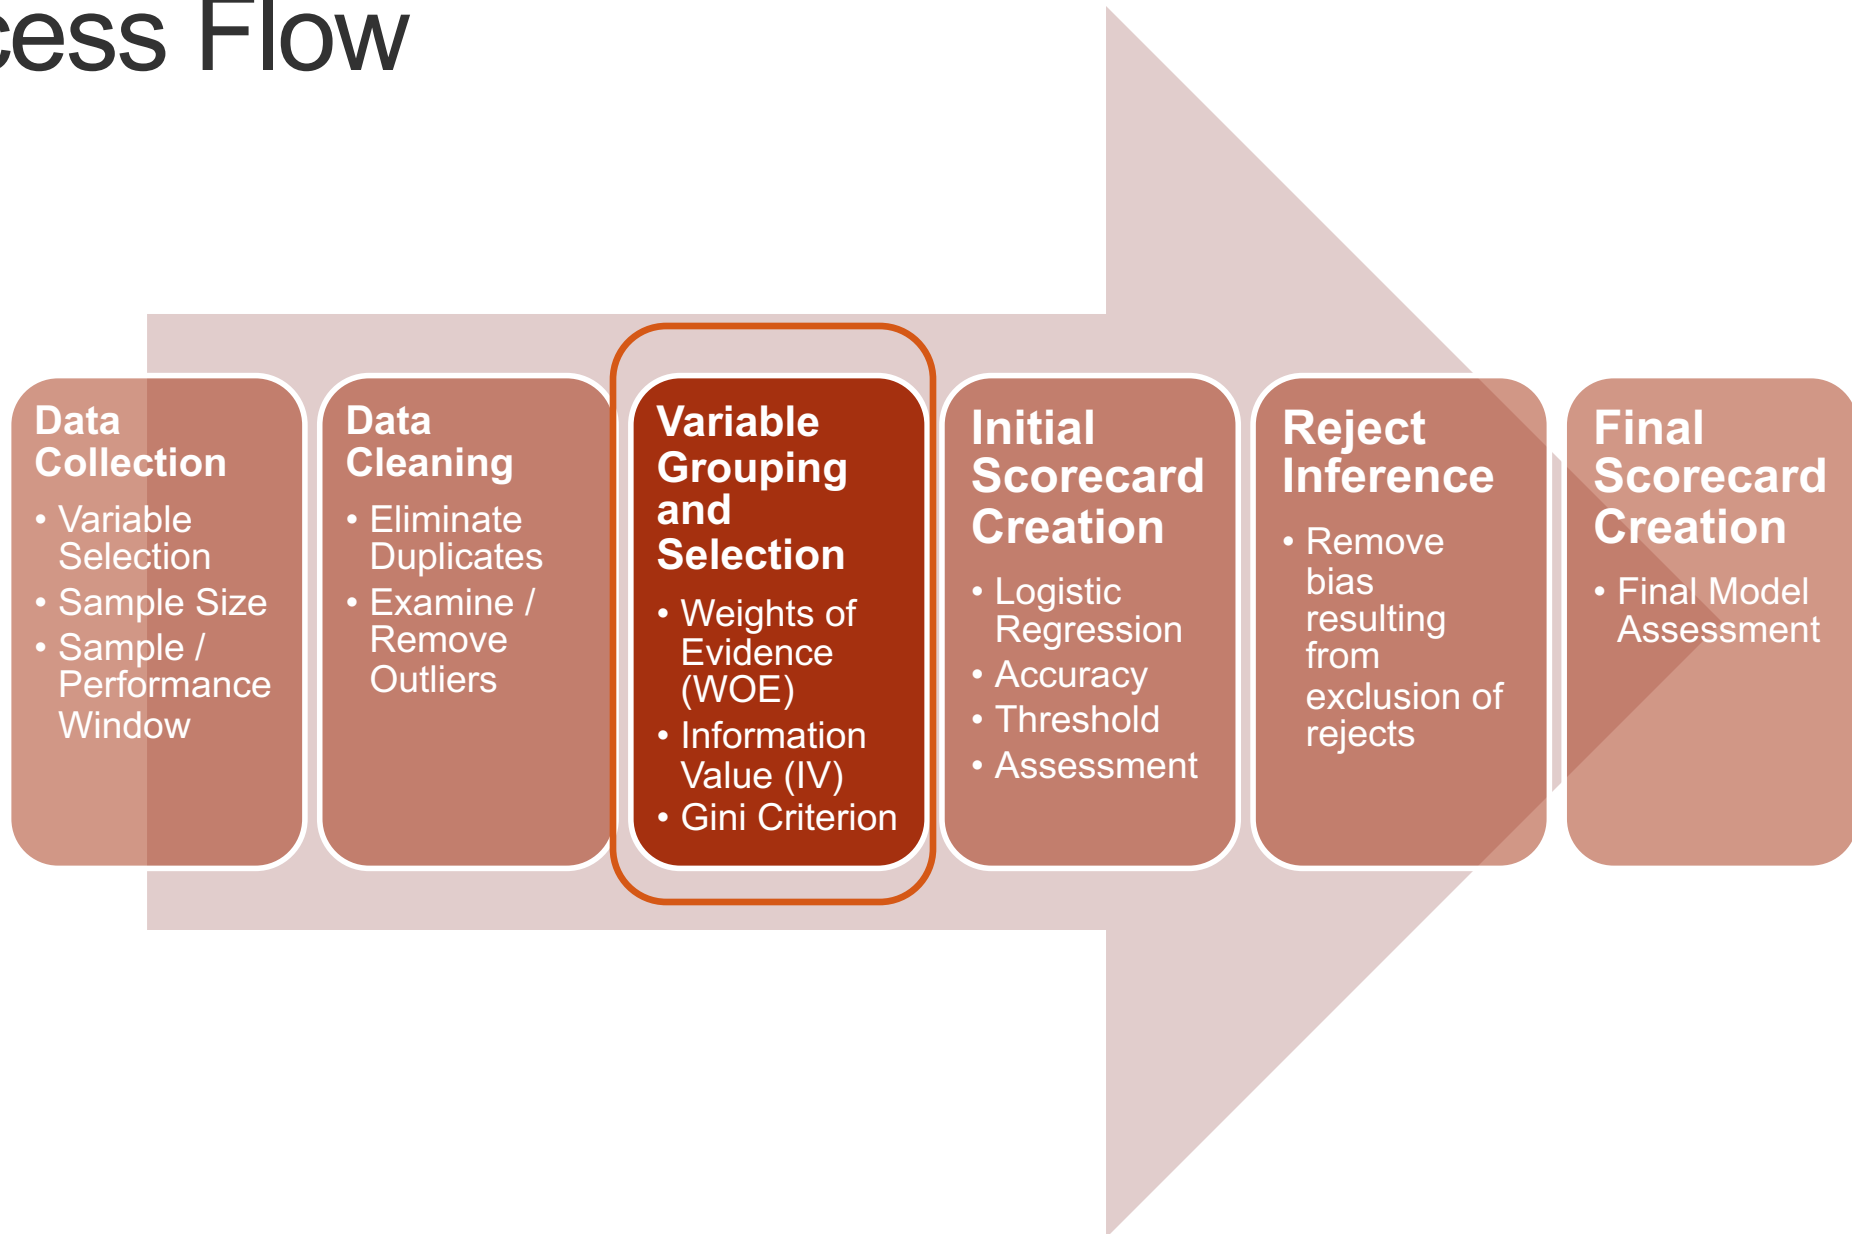 cess Flow
Data
Collection
• Variable
Selection
• Sample Size
• Sample /
Performance
Window
Data
Cleaning
• Eliminate
Duplicates
• Examine /
Remove
Outliers
Variable
Grouping
and
Selection
• Weights of
Evidence
(WOE)
• Information
Value (IV)
• Gini Criterion
Initial
Scorecard
Creation
• Logistic
Regression
• Accuracy
• Threshold
• Assessment
Reject
Inference
• Remove
bias
resulting
from
exclusion of
rejects
Final
Scorecard
Creation
• Final Model
Assessment